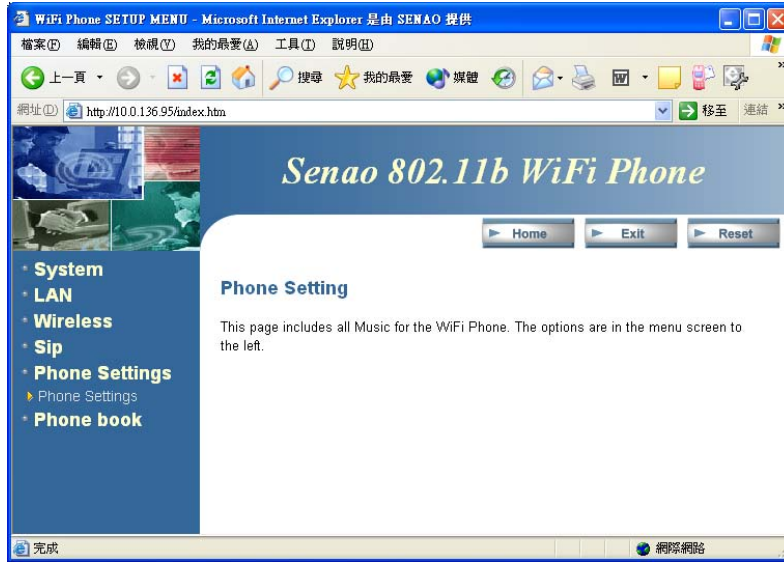 WiFi Phone SETUP MENU - Microsoft Internet Explorer 是由 SENAO 提供
檔案(F) 編輯(E) 檢視(V) 我的最愛(A) 工具(T) 說明(H)
上一頁 搜尋 我的最愛 媒體
網址(D) http://10.0.136.95/index.htm 移至 連結
Senao 802.11b WiFi Phone
Home Exit Reset
System
LAN
Wireless
Sip
Phone Settings
Phone Settings
Phone book
Phone Setting
This page includes all Music for the WiFi Phone. The options are in the menu screen to
the left.
完成 網際網路